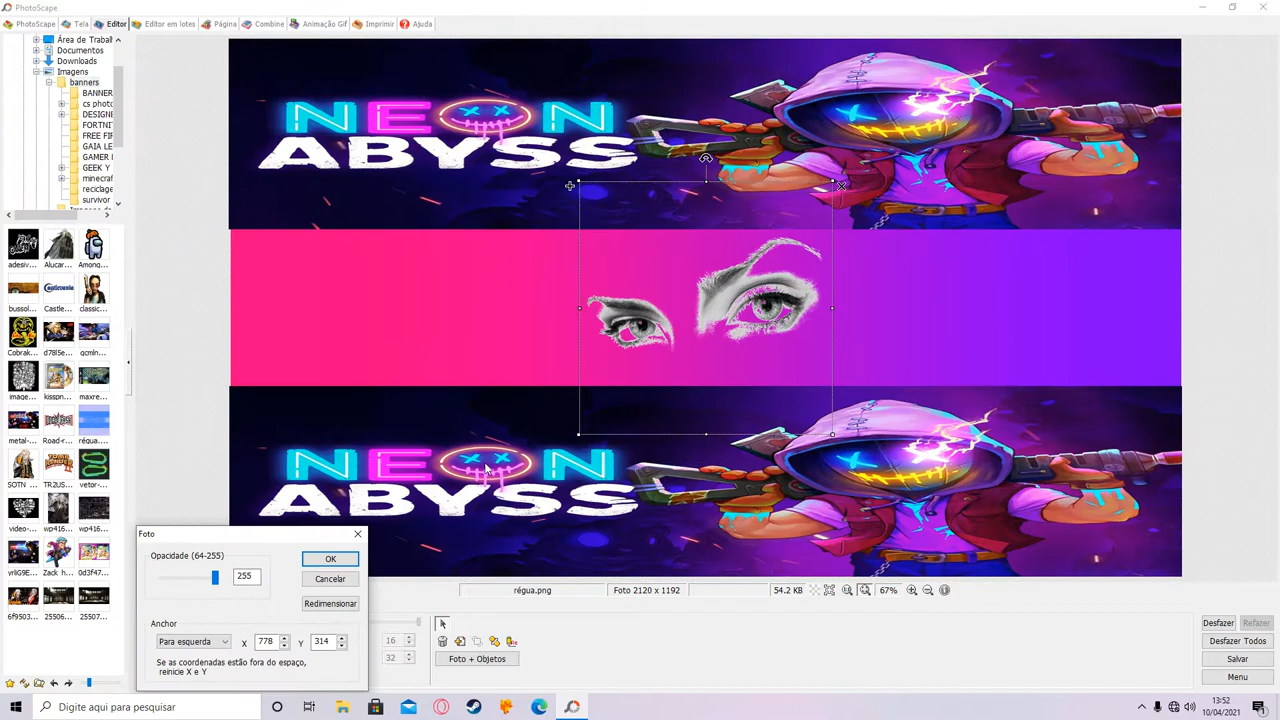 PhotoScape
PhotoScape Tela Editor Editor em lotes Página Combine Animação Gif Imprimir Ajuda
Área de Trabal
Documentos
Downloads
Imagens
banners
BANNER
cs photo
DESIGNE
FORTNIT
FREE FIR
GAIA LE
GAMER I
GEEK Y
minecraf
reciclage
survivor
adesiv... Alucar... Among...
bussol... Castle... classic...
Cobrak... d78l5e... gcmln...
image... kisspn... maxre...
metal-... Road-r... régua....
SOTN ... TR2US... vetor-...
video-... wp416... wp416...
yrliG9E... Zack h... 0d3f47...
6f9503... 25506... 25507...
NEON
ABYSS
NEON
ABYSS
Foto
Opacidade (64-255)
255
OK
Cancelar
Redimensionar
Anchor
Para esquerda X 778 Y 314
Se as coordenadas estão fora do espaço,
reinicie X e Y
régua.png Foto 2120 x 1192 54.2 KB 67%
16
32
Foto + Objetos
Desfazer Refazer
Desfazer Todos
Salvar
Menu
Digite aqui para pesquisar
13:52
10/04/2021